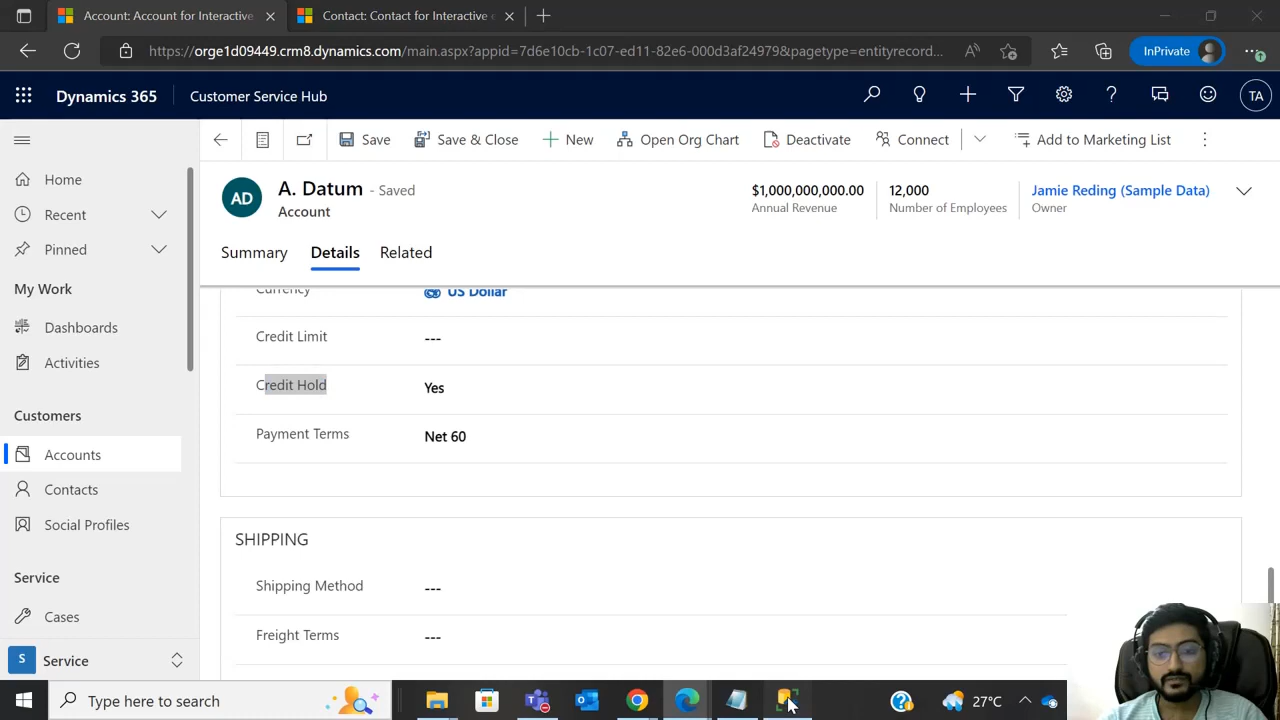 Account: Account for Interactive
Contact: Contact for Interactive
https://orge1d09449.crm8.dynamics.com/main.aspx?appid=7d6e10cb-1c07-ed11-82e6-000d3af24979&pagetype=entityrecord...
InPrivate
Dynamics 365
Customer Service Hub
TA
Save
Save & Close
New
Open Org Chart
Deactivate
Connect
Add to Marketing List
AD
A. Datum - Saved
Account
$1,000,000,000.00
Annual Revenue
12,000
Number of Employees
Jamie Reding (Sample Data)
Owner
Summary
Details
Related
Home
Recent
Pinned
My Work
Dashboards
Activities
Customers
Accounts
Contacts
Social Profiles
Service
Cases
S
Service
Currency
US Dollar
Credit Limit
---
Credit Hold
Yes
Payment Terms
Net 60
SHIPPING
Shipping Method
---
Freight Terms
---
Type here to search
27°C